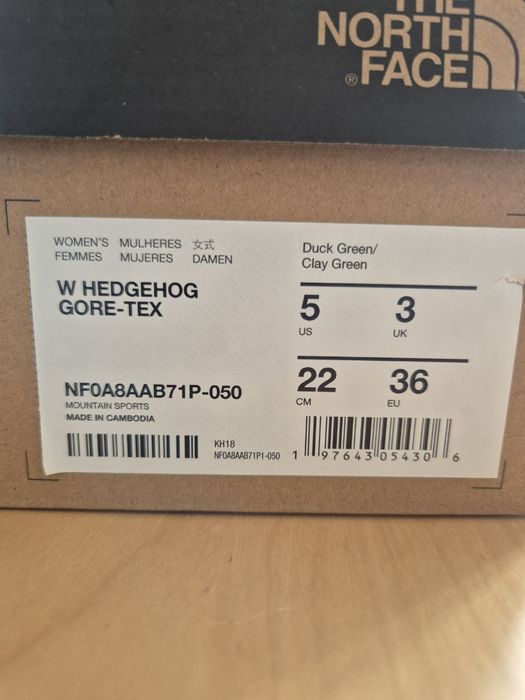 THE
NORTH
® FACE
WOMEN'S MULHERES 女式
FEMMES MUJERES DAMEN
W HEDGEHOG
GORE-TEX
NF0A8AAB71P-050
MOUNTAIN SPORTS
MADE IN CAMBODIA
KH18
NF0A8AAB71P1-050
Duck Green/
Clay Green
5 3
US UK
22 36
CM EU
1 97643 05430 6